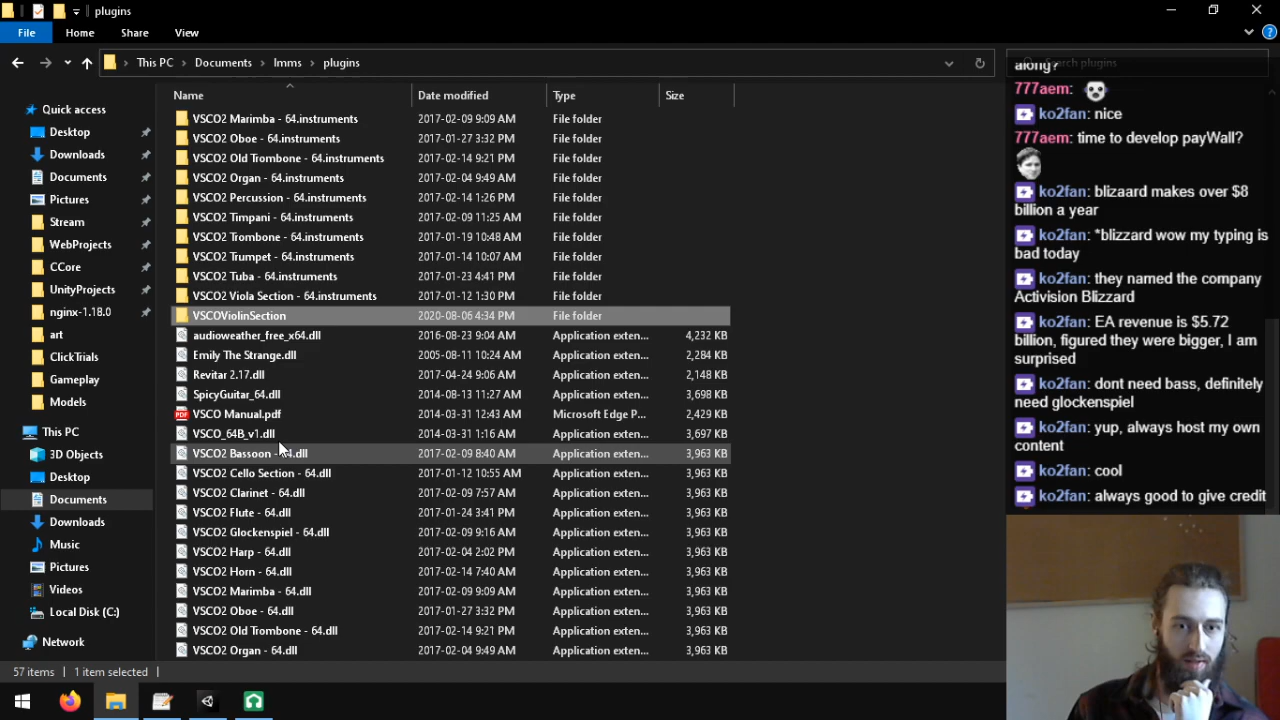 plugins
File
Home
Share
View
This PC
Documents
lmms
plugins
Search plugins
Quick access
Desktop
Downloads
Documents
Pictures
Stream
WebProjects
CCore
UnityProjects
nginx-1.18.0
art
ClickTrials
Gameplay
Models
This PC
3D Objects
Desktop
Documents
Downloads
Music
Pictures
Videos
Local Disk (C:)
Network
Name Date modified Type Size
VSCO2 Marimba - 64.instruments 2017-02-09 9:09 AM File folder
VSCO2 Oboe - 64.instruments 2017-01-27 3:32 PM File folder
VSCO2 Old Trombone - 64.instruments 2017-02-14 9:21 PM File folder
VSCO2 Organ - 64.instruments 2017-02-04 9:49 AM File folder
VSCO2 Percussion - 64.instruments 2017-02-14 1:26 PM File folder
VSCO2 Timpani - 64.instruments 2017-02-09 11:25 AM File folder
VSCO2 Trombone - 64.instruments 2017-01-19 10:48 AM File folder
VSCO2 Trumpet - 64.instruments 2017-01-14 10:07 AM File folder
VSCO2 Tuba - 64.instruments 2017-01-23 4:41 PM File folder
VSCO2 Viola Section - 64.instruments 2017-01-12 1:30 PM File folder
VSCOViolinSection 2020-08-06 4:34 PM File folder
audioweather_free_x64.dll 2016-08-23 9:04 AM Application exten... 4,232 KB
Emily The Strange.dll 2005-08-11 10:24 AM Application exten... 2,284 KB
Revitar 2.17.dll 2017-04-24 9:06 AM Application exten... 2,148 KB
SpicyGuitar_64.dll 2014-08-13 11:27 AM Application exten... 3,698 KB
VSCO Manual.pdf 2014-03-31 12:43 AM Microsoft Edge P... 2,429 KB
VSCO_64B_v1.dll 2014-03-31 1:16 AM Application exten... 3,697 KB
VSCO2 Bassoon - 4.dll 2017-02-09 8:40 AM Application exten... 3,963 KB
VSCO2 Cello Section - 64.dll 2017-01-12 10:55 AM Application exten... 3,963 KB
VSCO2 Clarinet - 64.dll 2017-02-09 7:57 AM Application exten... 3,963 KB
VSCO2 Flute - 64.dll 2017-01-24 3:41 PM Application exten... 3,963 KB
VSCO2 Glockenspiel - 64.dll 2017-02-09 9:16 AM Application exten... 3,963 KB
VSCO2 Harp - 64.dll 2017-02-04 2:02 PM Application exten... 3,963 KB
VSCO2 Horn - 64.dll 2017-02-14 7:40 AM Application exten... 3,963 KB
VSCO2 Marimba - 64.dll 2017-02-09 9:09 AM Application exten... 3,963 KB
VSCO2 Oboe - 64.dll 2017-01-27 3:32 PM Application exten... 3,963 KB
VSCO2 Old Trombone - 64.dll 2017-02-14 9:21 PM Application exten... 3,963 KB
VSCO2 Organ - 64.dll 2017-02-04 9:49 AM Application exten... 3,963 KB
57 items 1 item selected
along?
777aem:
ko2fan: nice
777aem: time to develop payWall?
ko2fan: blizaard makes over $8
billion a year
ko2fan: *blizzard wow my typing is
bad today
ko2fan: they named the company
Activision Blizzard
ko2fan: EA revenue is $5.72
billion, figured they were bigger, I am
surprised
ko2fan: dont need bass, definitely
need glockenspiel
ko2fan: yup, always host my own
content
ko2fan: cool
ko2fan: always good to give credit